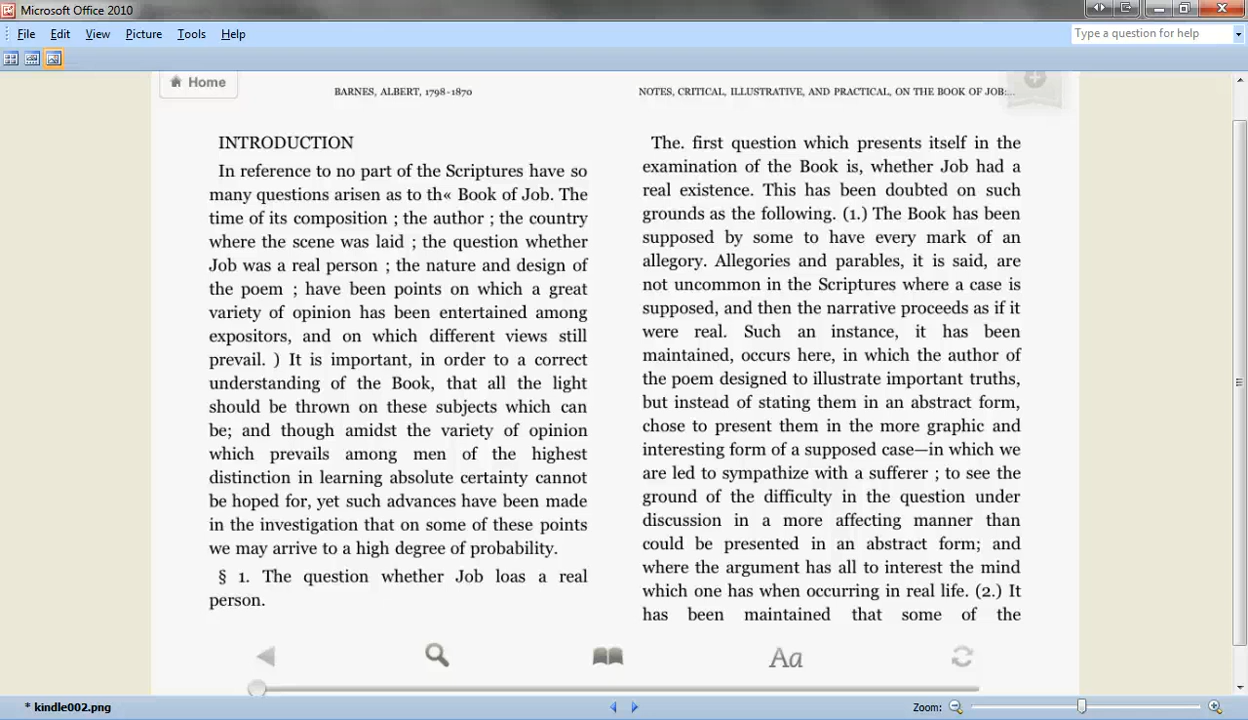 Microsoft Office 2010
File Edit View Picture Tools Help
Type a question for help
Home
BARNES, ALBERT, 1798-1870
INTRODUCTION
In reference to no part of the Scriptures have so
many questions arisen as to th« Book of Job. The
time of its composition ; the author ; the country
where the scene was laid ; the question whether
Job was a real person ; the nature and design of
the poem ; have been points on which a great
variety of opinion has been entertained among
expositors, and on which different views still
prevail. ) It is important, in order to a correct
understanding of the Book, that all the light
should be thrown on these subjects which can
be; and though amidst the variety of opinion
which prevails among men of the highest
distinction in learning absolute certainty cannot
be hoped for, yet such advances have been made
in the investigation that on some of these points
we may arrive to a high degree of probability.
§ 1. The question whether Job loas a real
person.
NOTES, CRITICAL, ILLUSTRATIVE, AND PRACTICAL, ON THE BOOK OF JOB:...
The. first question which presents itself in the
examination of the Book is, whether Job had a
real existence. This has been doubted on such
grounds as the following. (1.) The Book has been
supposed by some to have every mark of an
allegory. Allegories and parables, it is said, are
not uncommon in the Scriptures where a case is
supposed, and then the narrative proceeds as if it
were real. Such an instance, it has been
maintained, occurs here, in which the author of
the poem designed to illustrate important truths,
but instead of stating them in an abstract form,
chose to present them in the more graphic and
interesting form of a supposed case—in which we
are led to sympathize with a sufferer ; to see the
ground of the difficulty in the question under
discussion in a more affecting manner than
could be presented in an abstract form; and
where the argument has all to interest the mind
which one has when occurring in real life. (2.) It
has been maintained that some of the
Aa
* kindle002.png
Zoom: